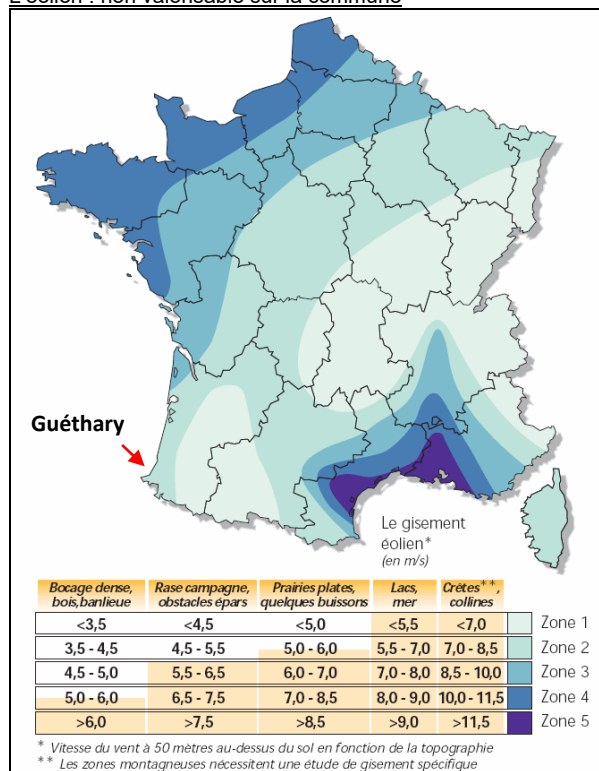 L'éolien : non valorisable sur la commune
Guéthary
Le gisement
éolien*
(en m/s)
Bocage dense, bois,banlieue | Rase campagne, obstacles épars | Prairies plates, quelques buissons | Lacs, mer | Crêtes**, collines
<3,5 <4,5 <5,0 <5,5 <7,0 Zone 1
3,5 - 4,5 4,5 - 5,5 5,0 - 6,0 5,5 - 7,0 7,0 - 8,5 Zone 2
4,5 - 5,0 5,5 - 6,5 6,0 - 7,0 7,0 - 8,0 8,5 - 10,0 Zone 3
5,0 - 6,0 6,5 - 7,5 7,0 - 8,5 8,0 - 9,0 10,0 - 11,5 Zone 4
>6,0 >7,5 >8,5 >9,0 >11,5 Zone 5
* Vitesse du vent à 50 mètres au-dessus du sol en fonction de la topographie
** Les zones montagneuses nécessitent une étude de gisement spécifique